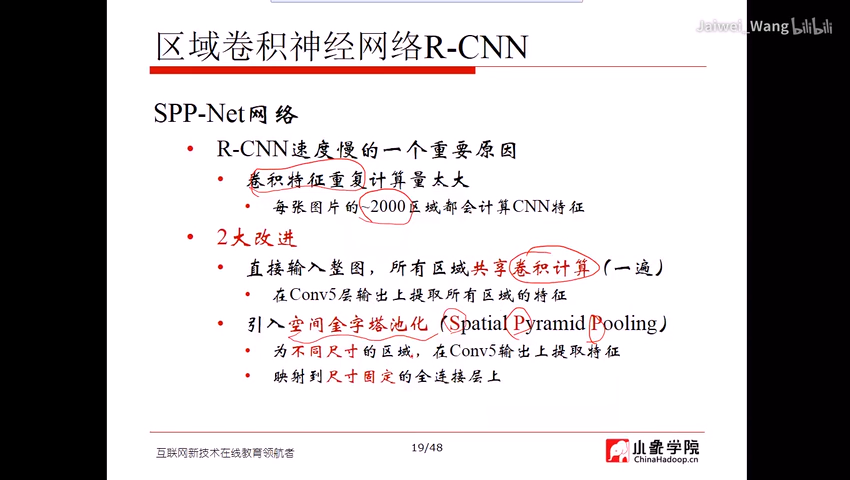 Jaiwei_Wang bilibili
区域卷积神经网络R-CNN
SPP-Net网络
• R-CNN速度慢的一个重要原因
• 卷积特征重复计算量太大
• 每张图片的~2000区域都会计算CNN特征
• 2大改进
• 直接输入整图，所有区域共享卷积计算（一遍）
• 在Conv5层输出上提取所有区域的特征
• 引入空间金字塔池化（Spatial Pyramid Pooling）
• 为不同尺寸的区域，在Conv5输出上提取特征
• 映射到尺寸固定的全连接层上
互联网新技术在线教育领航者
19/48
小象学院
ChinaHadoop.cn